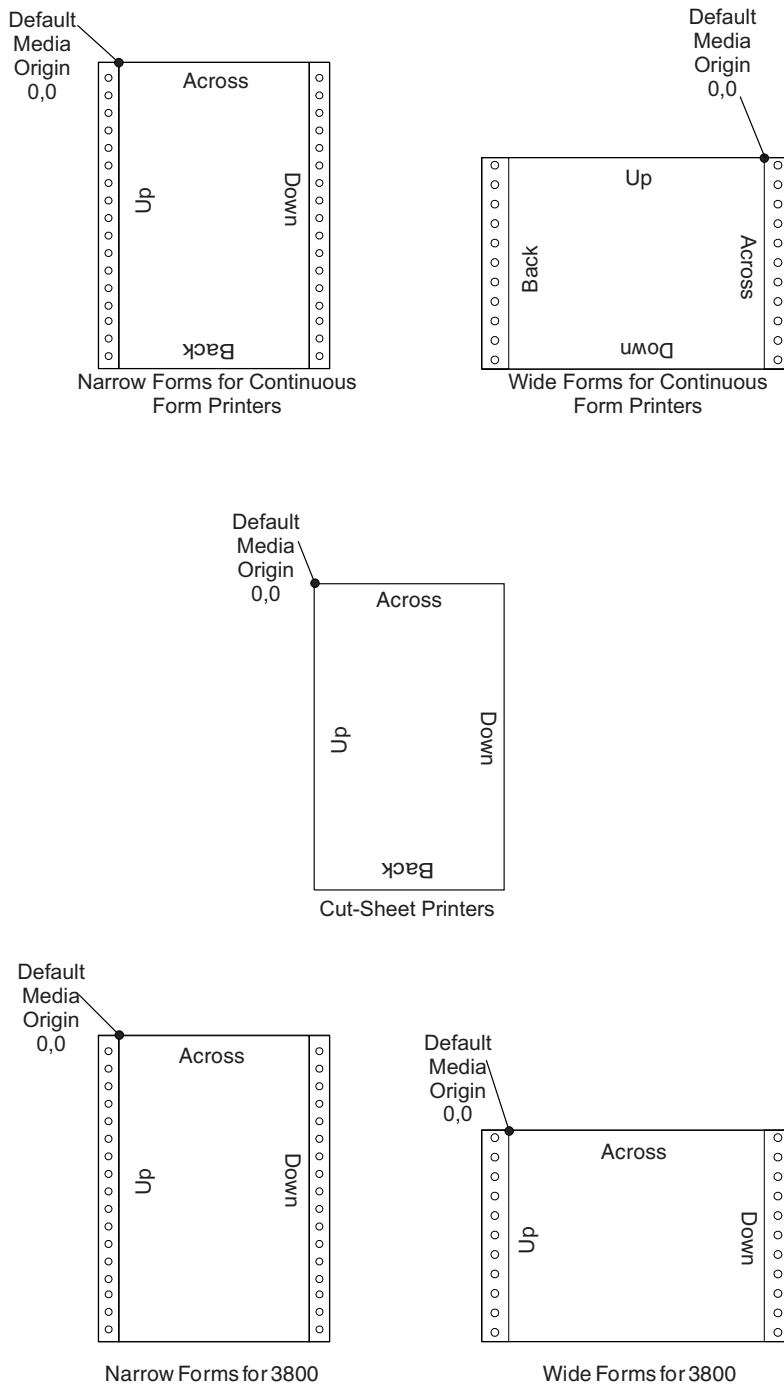 Default
Media
Origin
0,0
Across
Up
Down
Back
Narrow Forms for Continuous
Form Printers
Default
Media
Origin
0,0
Up
Back
Across
Down
Wide Forms for Continuous
Form Printers
Default
Media
Origin
0,0
Across
Up
Down
Back
Cut-Sheet Printers
Default
Media
Origin
0,0
Across
Up
Down
Narrow Forms for 3800
Default
Media
Origin
0,0
Across
Up
Down
Wide Forms for 3800